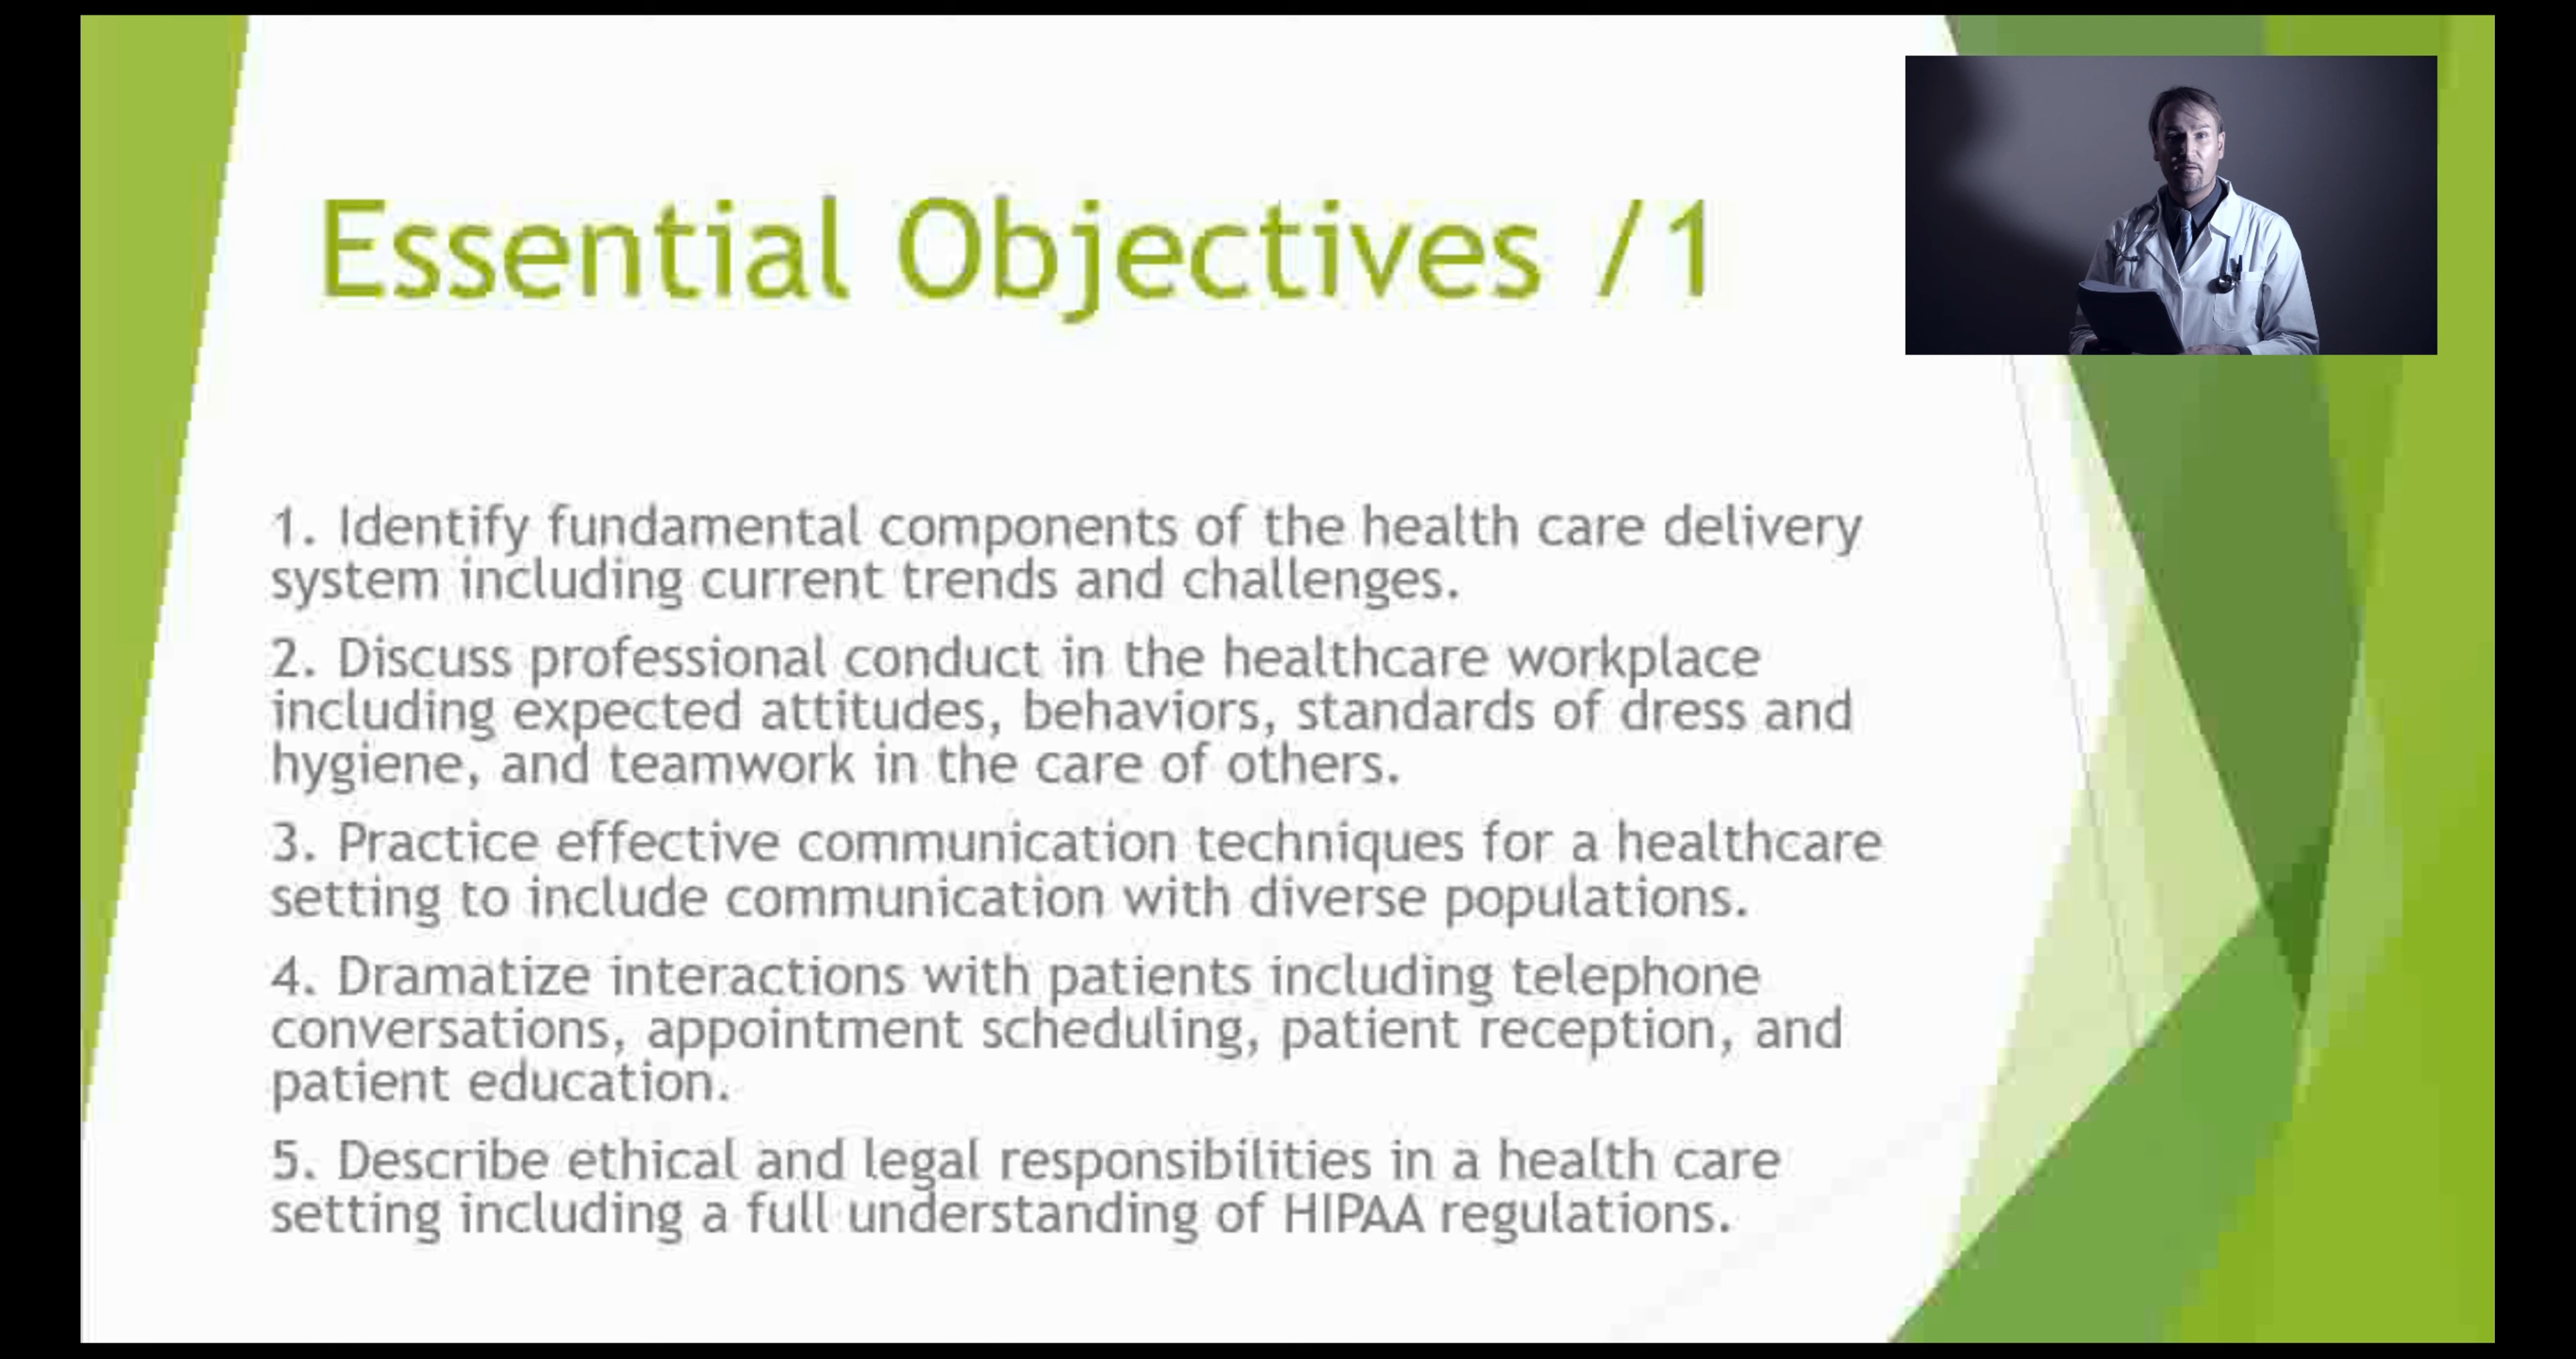 Essential Objectives /1
1. Identify fundamental components of the health care delivery
system including current trends and challenges.
2. Discuss professional conduct in the healthcare workplace
including expected attitudes, behaviors, standards of dress and
hygiene, and teamwork in the care of others.
3. Practice effective communication techniques for a healthcare
setting to include communication with diverse populations.
4. Dramatize interactions with patients including telephone
conversations, appointment scheduling, patient reception, and
patient education.
5. Describe ethical and legal responsibilities in a health care
setting including a full understanding of HIPAA regulations.